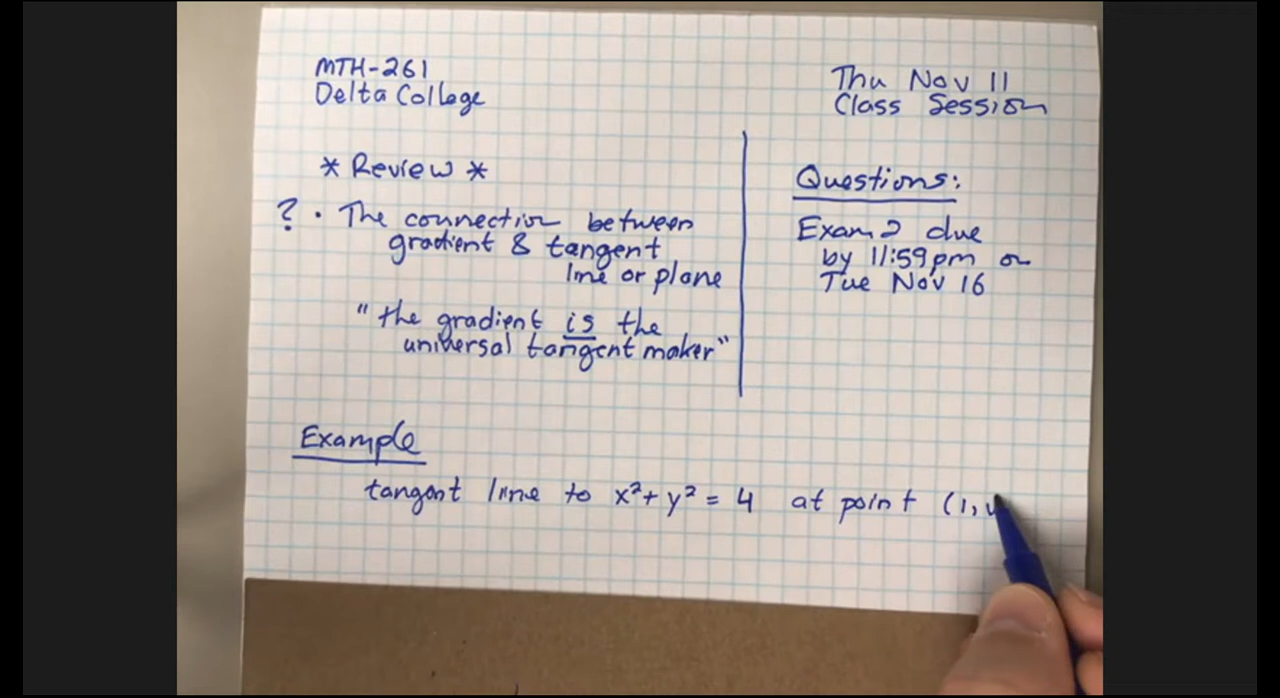 MTH-261
Delta College
Thu Nov 11
Class Session
* Review *
? • The connection between
gradient & tangent
line or plane
"the gradient is the
universal tangent maker"
Questions:
Exam 2 due
by 11:59pm on
Tue Nov 16
Example
tangent line to x²+y²=4 at point (1,